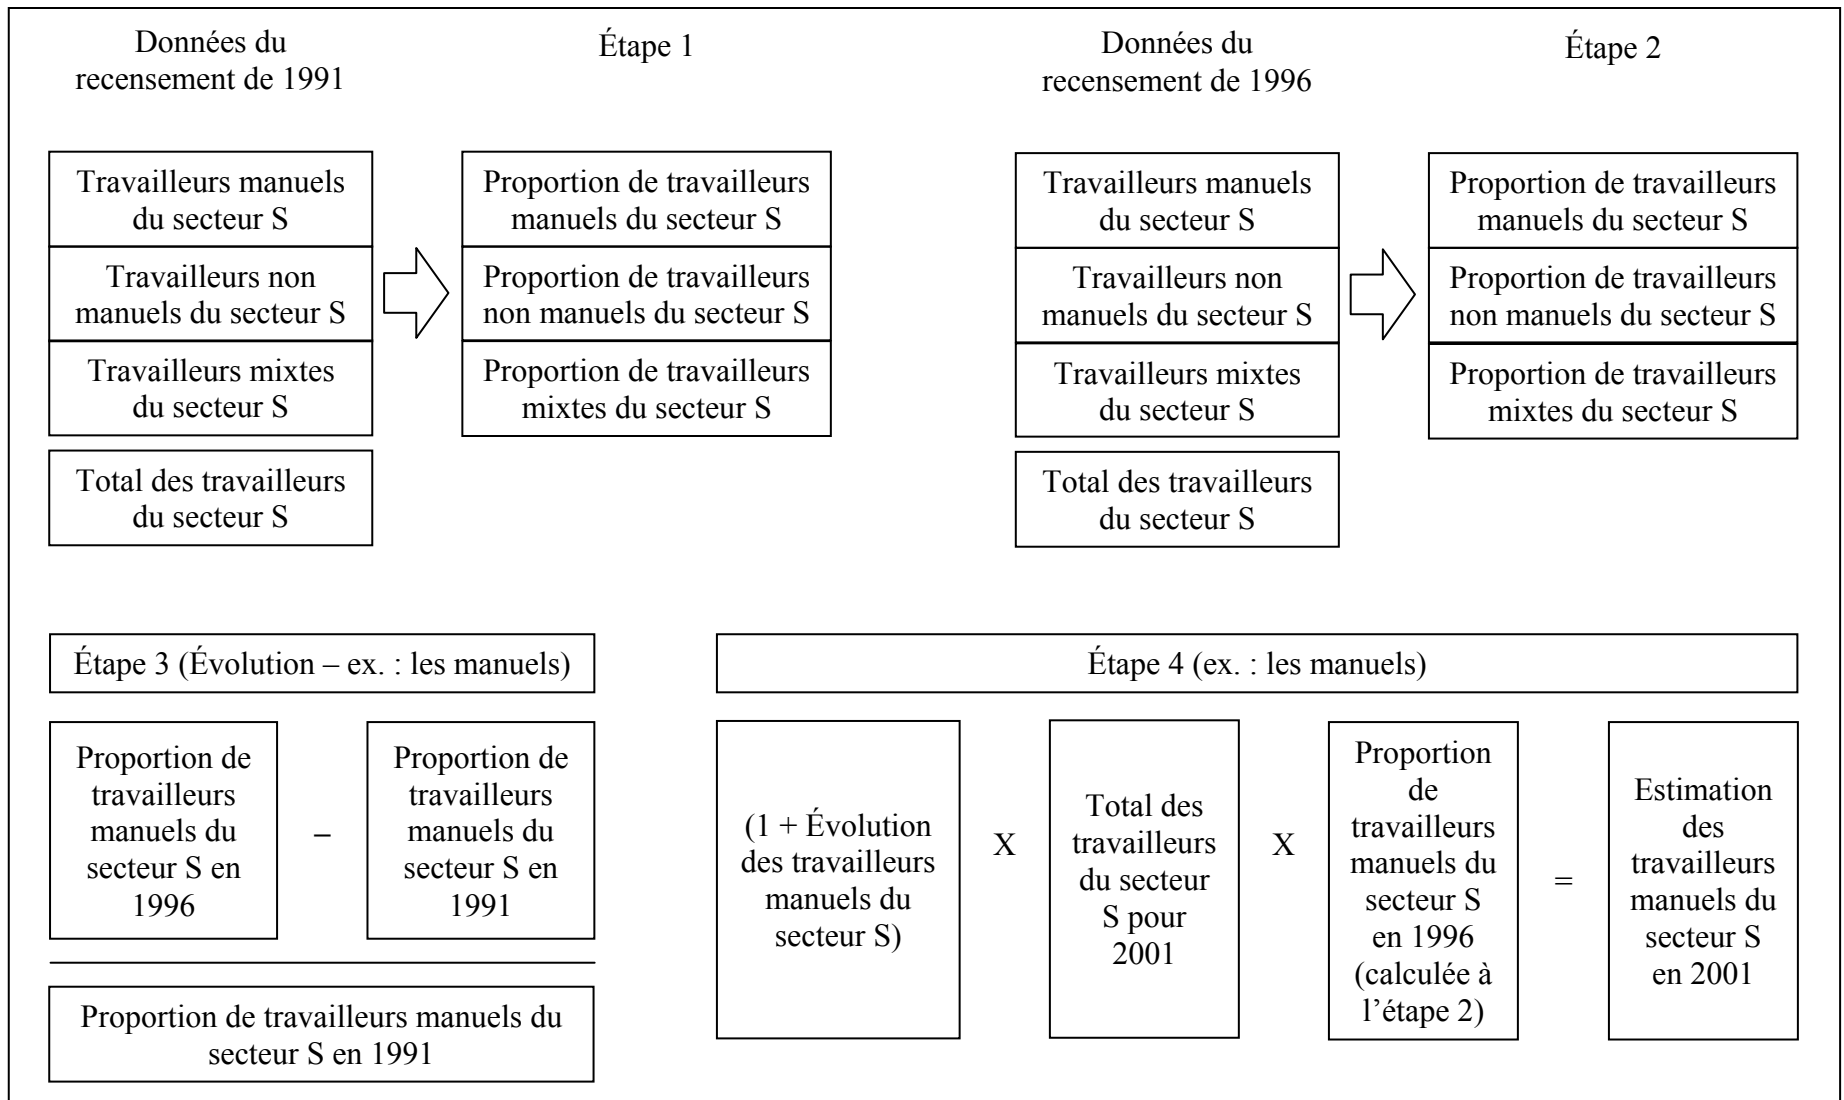 Données du
recensement de 1991
Étape 1
Données du
recensement de 1996
Étape 2
Travailleurs manuels
du secteur S
Travailleurs non
manuels du secteur S
Travailleurs mixtes
du secteur S
Total des travailleurs
du secteur S
Proportion de travailleurs
manuels du secteur S
Proportion de travailleurs
non manuels du secteur S
Proportion de travailleurs
mixtes du secteur S
Travailleurs manuels
du secteur S
Travailleurs non
manuels du secteur S
Travailleurs mixtes
du secteur S
Total des travailleurs
du secteur S
Proportion de travailleurs
manuels du secteur S
Proportion de travailleurs
non manuels du secteur S
Proportion de travailleurs
mixtes du secteur S
Étape 3 (Évolution – ex. : les manuels)
Proportion de
travailleurs
manuels du
secteur S en
1996
–
Proportion de
travailleurs
manuels du
secteur S en
1991
Proportion de travailleurs manuels du
secteur S en 1991
Étape 4 (ex. : les manuels)
(1 + Évolution
des travailleurs
manuels du
secteur S)
X
Total des
travailleurs
du secteur
S pour
2001
X
Proportion
de
travailleurs
manuels du
secteur S
en 1996
(calculée à
l’étape 2)
=
Estimation
des
travailleurs
manuels du
secteur S
en 2001